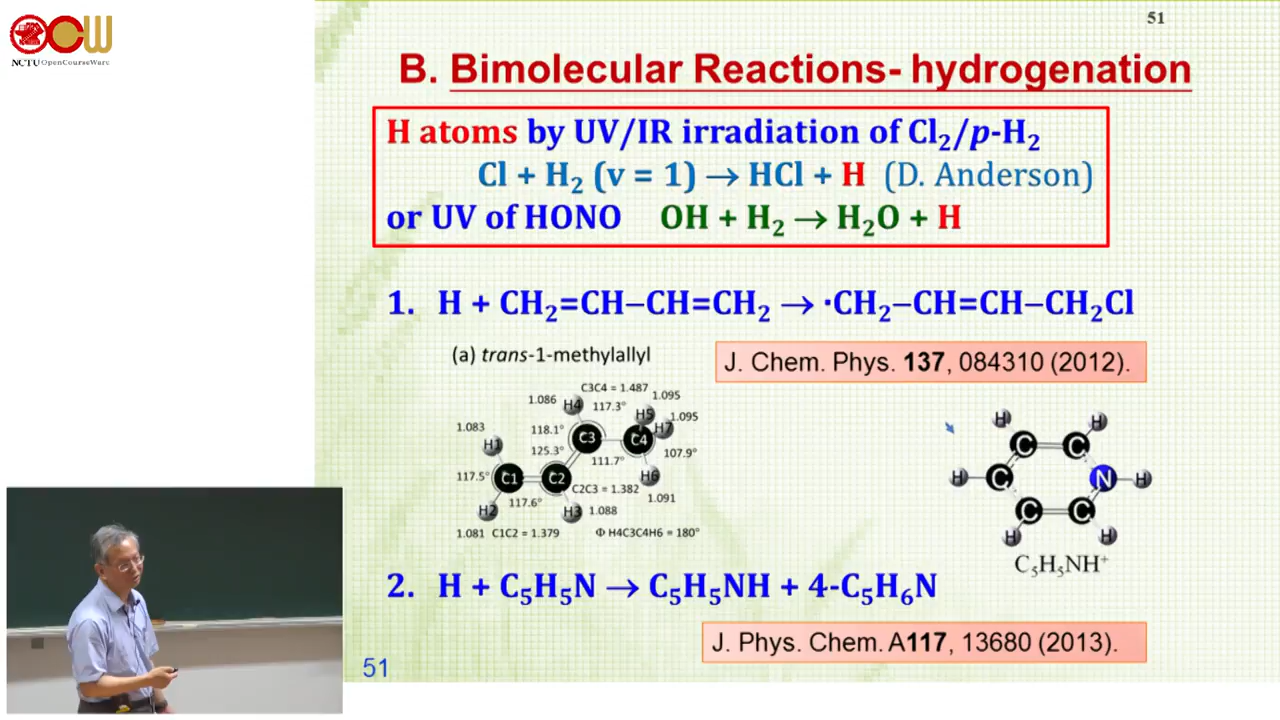 51
NCTU OpenCourseWare
B. Bimolecular Reactions- hydrogenation
H atoms by UV/IR irradiation of Cl₂/p-H₂
Cl + H₂ (v = 1) → HCl + H (D. Anderson)
or UV of HONO OH + H₂ → H₂O + H
1. H + CH₂=CH–CH=CH₂ → ·CH₂–CH=CH–CH₂Cl
(a) trans-1-methylallyl
J. Chem. Phys. 137, 084310 (2012).
C3C4 = 1.487
1.086 H4 117.3° H5 1.095
H7 1.095
1.083 118.1° C3 C4
H1 125.3° 111.7° 107.9°
117.5° C1 C2 H6
C2C3 = 1.382 1.091
H2 117.6° H3 1.088
1.081 C1C2 = 1.379 Φ H4C3C4H6 = 180°
H H
C C
H C N H
C C
H H
C₅H₅NH⁺
2. H + C₅H₅N → C₅H₅NH + 4-C₅H₆N
J. Phys. Chem. A117, 13680 (2013).
51